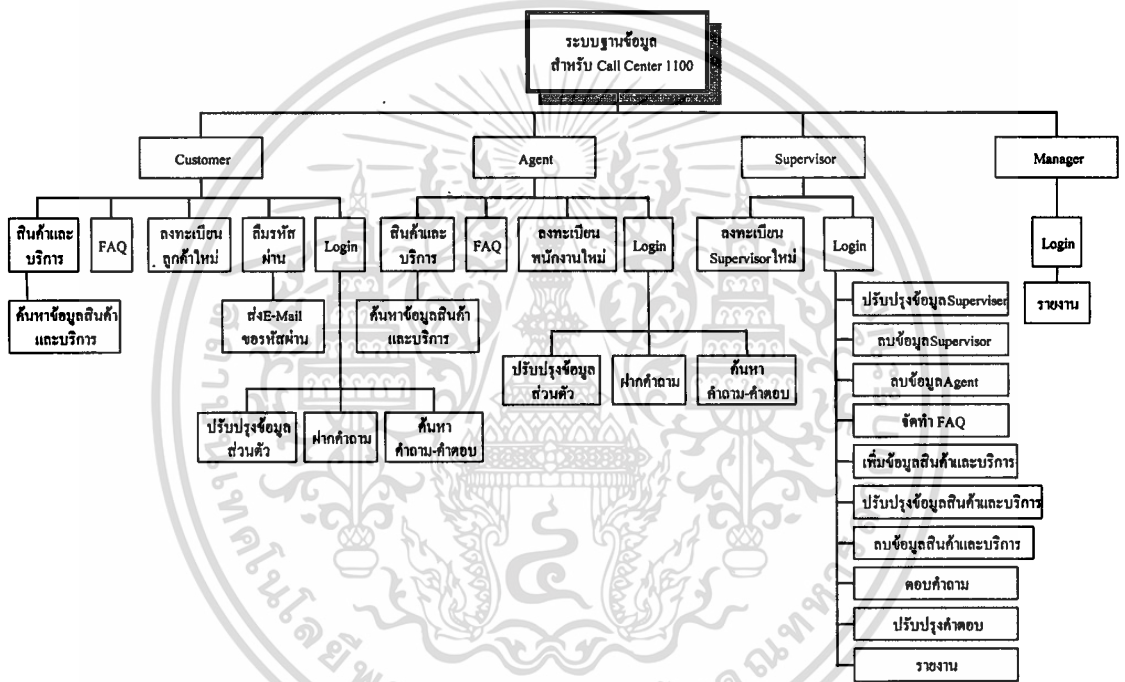 ระบบฐานข้อมูล
สำหรับ Call Center 1100
Customer
Agent
Supervisor
Manager
สินค้าและ
บริการ
FAQ
ลงทะเบียน
ลูกค้าใหม่
ลืมรหัส
ผ่าน
Login
สินค้าและ
บริการ
FAQ
ลงทะเบียน
พนักงานใหม่
Login
ลงทะเบียน
Supervisorใหม่
Login
Login
ค้นหาข้อมูลสินค้า
และบริการ
ส่งE-Mail
ขอรหัสผ่าน
ค้นหาข้อมูลสินค้า
และบริการ
รายงาน
ปรับปรุงข้อมูล
ส่วนตัว
ฝากคำถาม
ค้นหา
คำถาม-คำตอบ
ปรับปรุงข้อมูล
ส่วนตัว
ฝากคำถาม
ค้นหา
คำถาม-คำตอบ
ปรับปรุงข้อมูลSuperviser
ลบข้อมูลSupervisor
ลบข้อมูลAgent
จัดทำ FAQ
เพิ่มข้อมูลสินค้าและบริการ
ปรับปรุงข้อมูลสินค้าและบริการ
ลบข้อมูลสินค้าและบริการ
ตอบคำถาม
ปรับปรุงคำตอบ
รายงาน